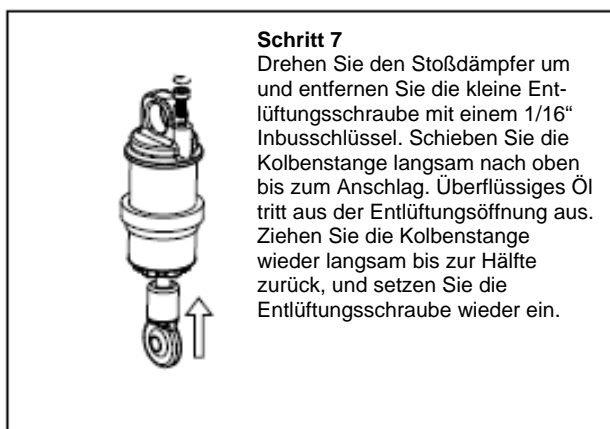 Schritt 7
Drehen Sie den Stoßdämpfer um
und entfernen Sie die kleine Ent-
lüftungsschraube mit einem 1/16“
Inbusschlüssel. Schieben Sie die
Kolbenstange langsam nach oben
bis zum Anschlag. Überflüssiges Öl
tritt aus der Entlüftungsöffnung aus.
Ziehen Sie die Kolbenstange
wieder langsam bis zur Hälfte
zurück, und setzen Sie die
Entlüftungsschraube wieder ein.